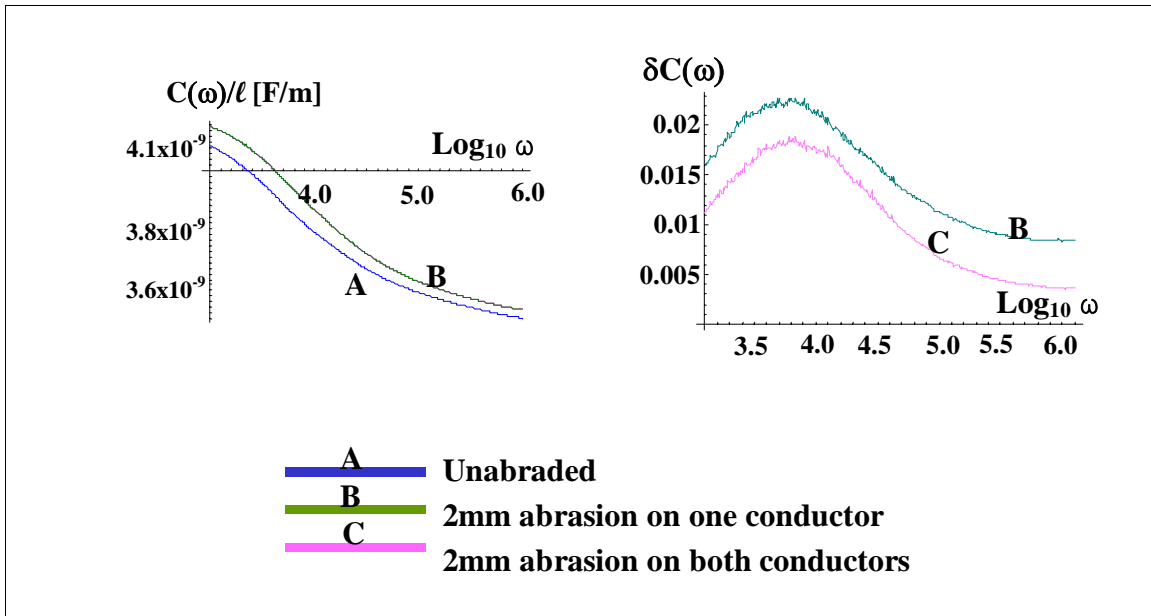 C(ω)/ℓ [F/m]
4.1x10⁻⁹
3.8x10⁻⁹
3.6x10⁻⁹
Log₁₀ ω
4.0
5.0
6.0
A
B
δC(ω)
0.02
0.015
0.01
0.005
B
C
Log₁₀ ω
3.5
4.0
4.5
5.0
5.5
6.0
A
Unabraded
B
2mm abrasion on one conductor
C
2mm abrasion on both conductors